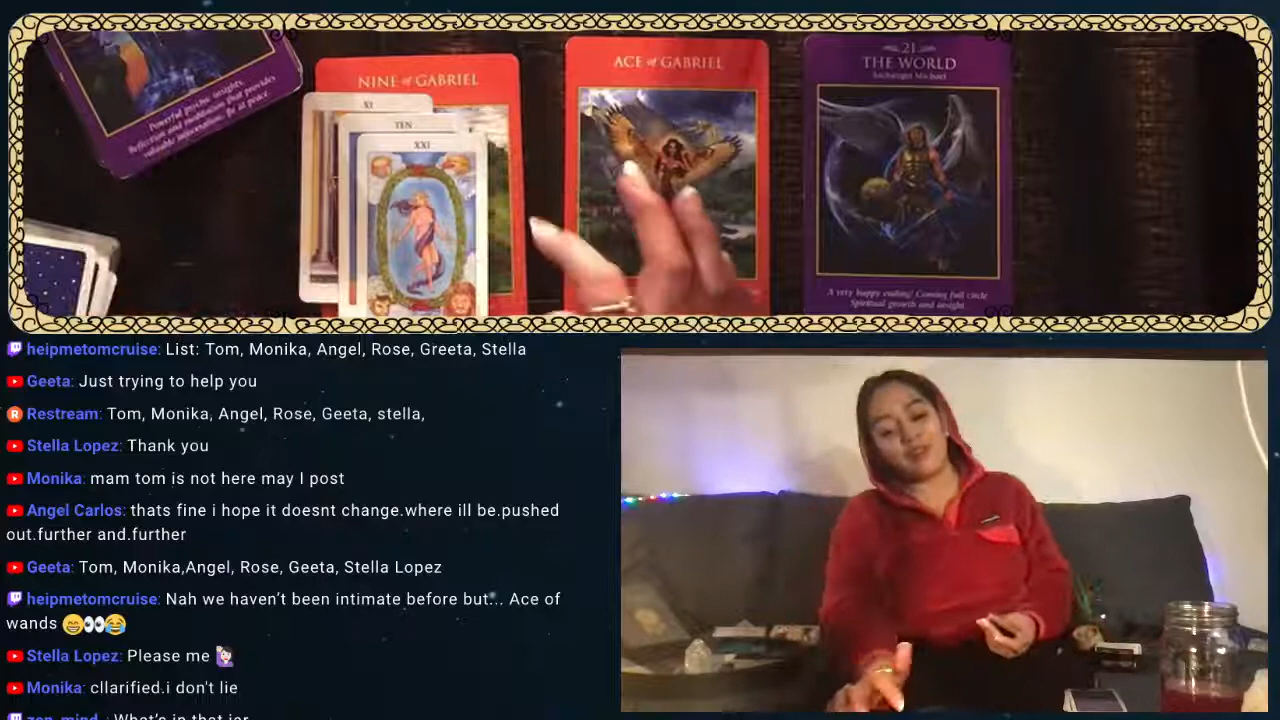 NINE of GABRIEL
ACE of GABRIEL
21
THE WORLD
Archangel Michael
Powerful psychic insights.
Reflection and meditation that provides
valuable information. Be at peace.
XI
TEN
XXI
A very happy ending! Coming full circle
Spiritual growth and insight
heipmetomcruise: List: Tom, Monika, Angel, Rose, Greeta, Stella
Geeta: Just trying to help you
R Restream: Tom, Monika, Angel, Rose, Geeta, stella,
Stella Lopez: Thank you
Monika: mam tom is not here may I post
Angel Carlos: thats fine i hope it doesnt change.where ill be.pushed
out.further and.further
Geeta: Tom, Monika,Angel, Rose, Geeta, Stella Lopez
heipmetomcruise: Nah we haven't been intimate before but... Ace of
wands 😁👀😂
Stella Lopez: Please me 🙋🏻‍♀️
Monika: cllarified.i don't lie
zen_mind_: What's in that jar